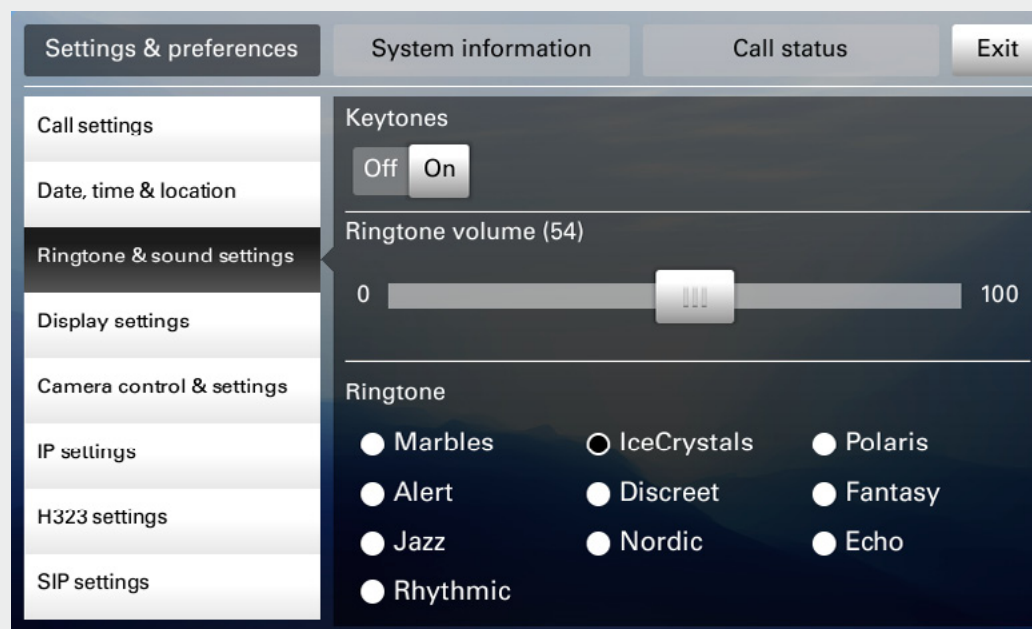 Settings & preferences
System information
Call status
Exit
Call settings
Date, time & location
Ringtone & sound settings
Display settings
Camera control & settings
IP settings
H323 settings
SIP settings
Keytones
Off On
Ringtone volume (54)
0 100
Ringtone
Marbles IceCrystals Polaris
Alert Discreet Fantasy
Jazz Nordic Echo
Rhythmic